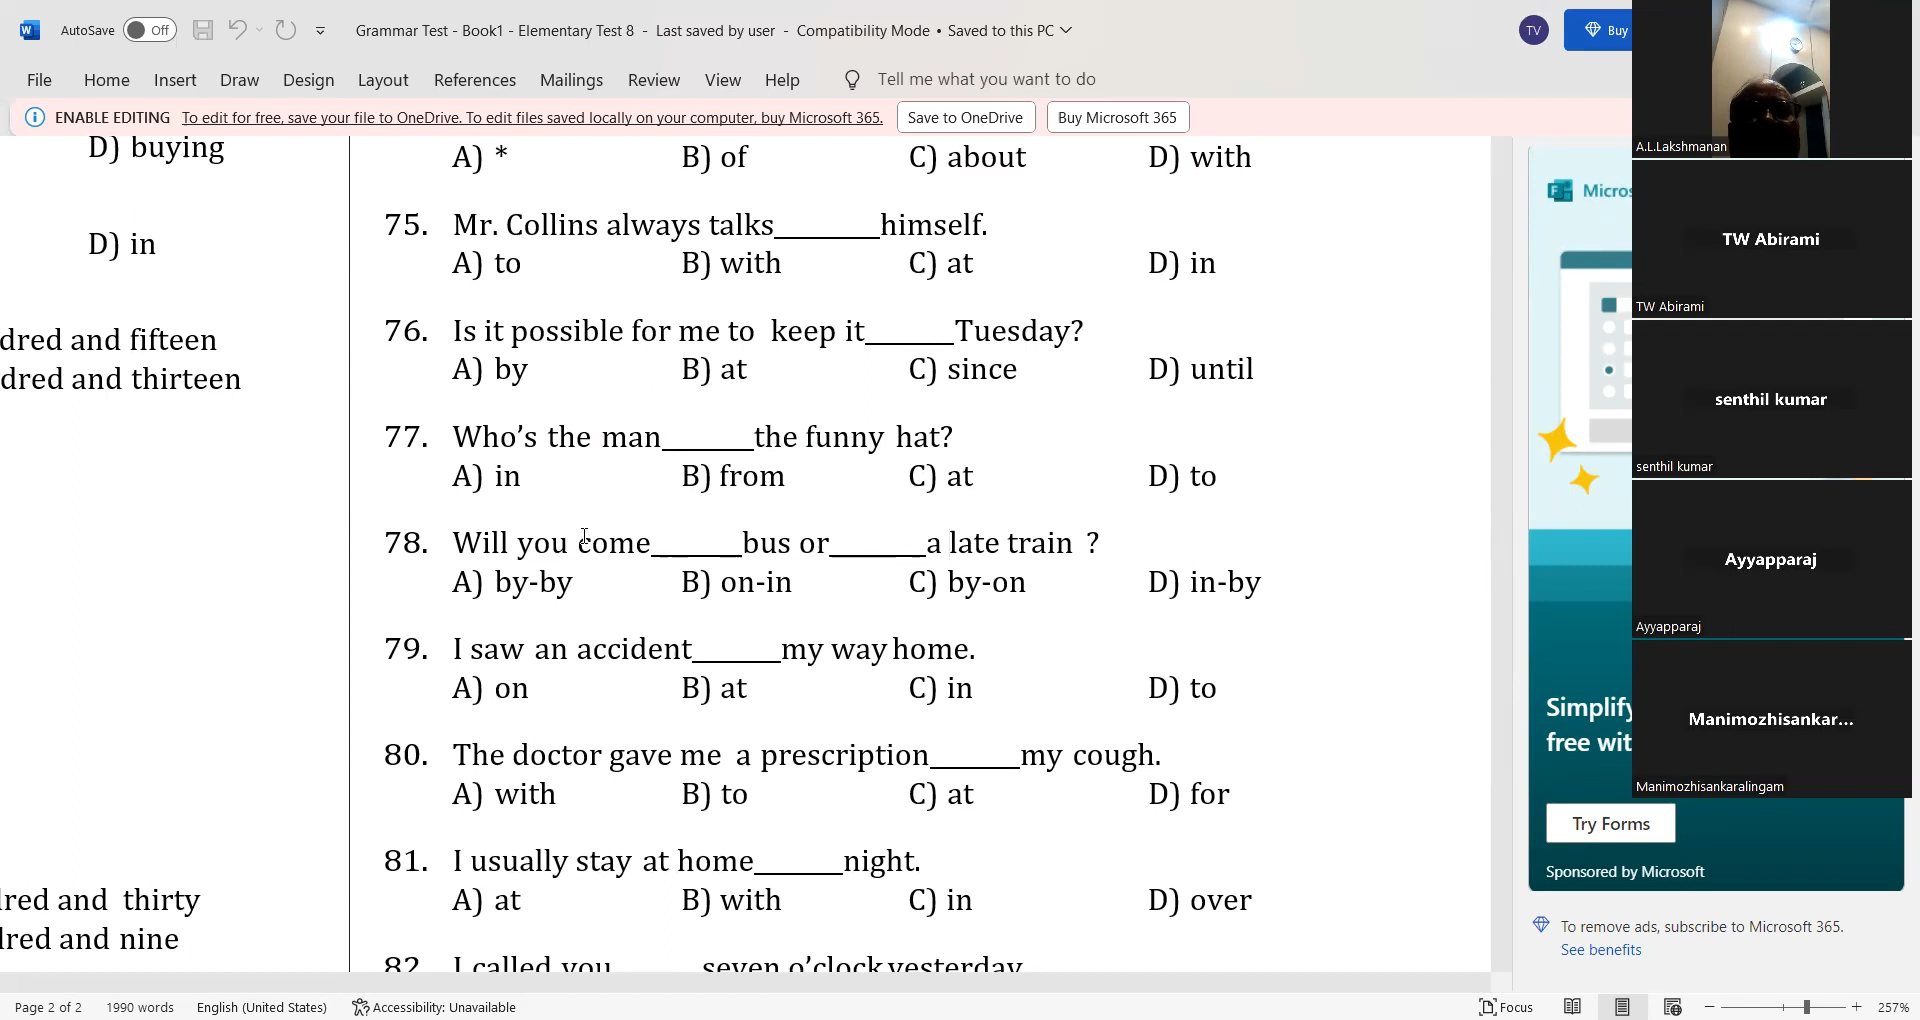 AutoSave Off
Grammar Test - Book1 - Elementary Test 8 - Last saved by user - Compatibility Mode • Saved to this PC
TV
Buy
File Home Insert Draw Design Layout References Mailings Review View Help Tell me what you want to do
ENABLE EDITING To edit for free, save your file to OneDrive. To edit files saved locally on your computer, buy Microsoft 365. Save to OneDrive Buy Microsoft 365
D) buying
D) in
dred and fifteen
dred and thirteen
dred and thirty
dred and nine
A) * B) of C) about D) with
75. Mr. Collins always talks_______himself.
A) to B) with C) at D) in
76. Is it possible for me to keep it______Tuesday?
A) by B) at C) since D) until
77. Who’s the man______the funny hat?
A) in B) from C) at D) to
78. Will you come______bus or______a late train ?
A) by-by B) on-in C) by-on D) in-by
79. I saw an accident______my way home.
A) on B) at C) in D) to
80. The doctor gave me a prescription______my cough.
A) with B) to C) at D) for
81. I usually stay at home______night.
A) at B) with C) in D) over
82. I called you______seven o’clock yesterday
Micros
Simplify
free wit
Try Forms
Sponsored by Microsoft
To remove ads, subscribe to Microsoft 365.
See benefits
A.L.Lakshmanan
TW Abirami
TW Abirami
senthil kumar
senthil kumar
Ayyapparaj
Ayyapparaj
Manimozhisankar...
Manimozhisankaralingam
Page 2 of 2 1990 words English (United States) Accessibility: Unavailable
Focus 257%